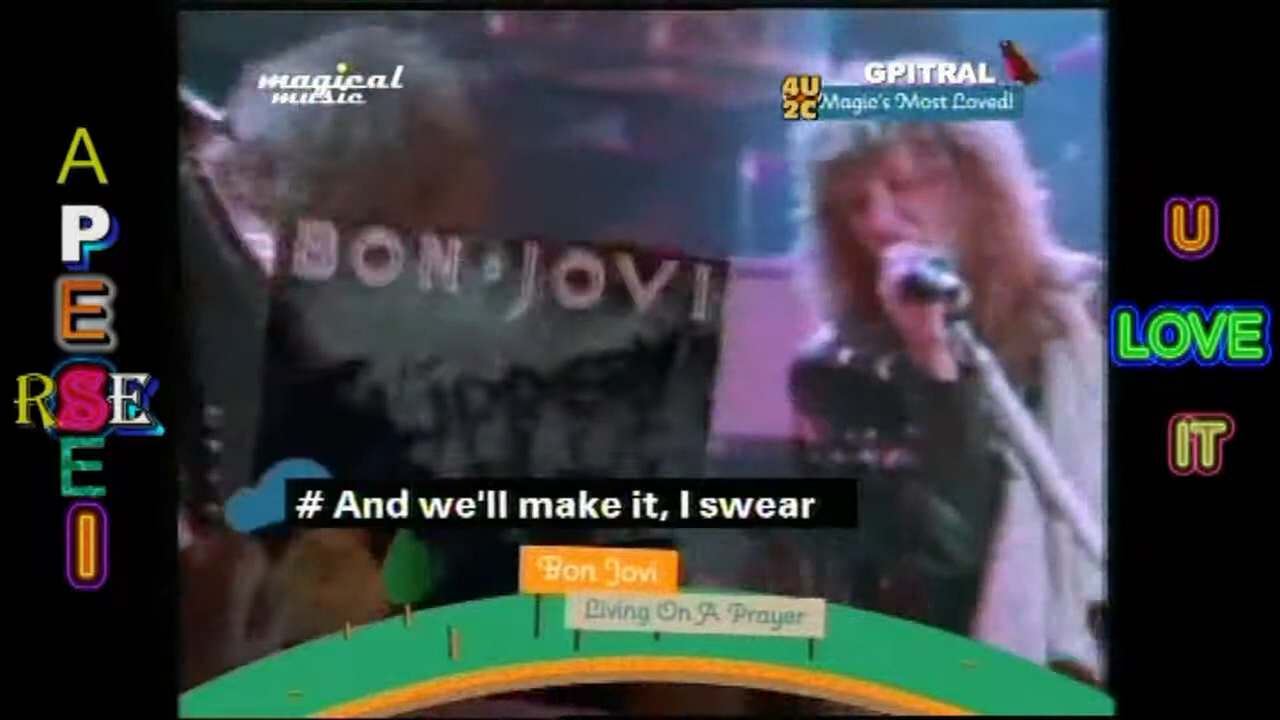 magical
music
GPITRAL
4U
2C
Magic's Most Loved!
A
P
E
RSE
E
I
U
LOVE
IT
BON JOVI
# And we'll make it, I swear
Bon Jovi
Living On A Prayer